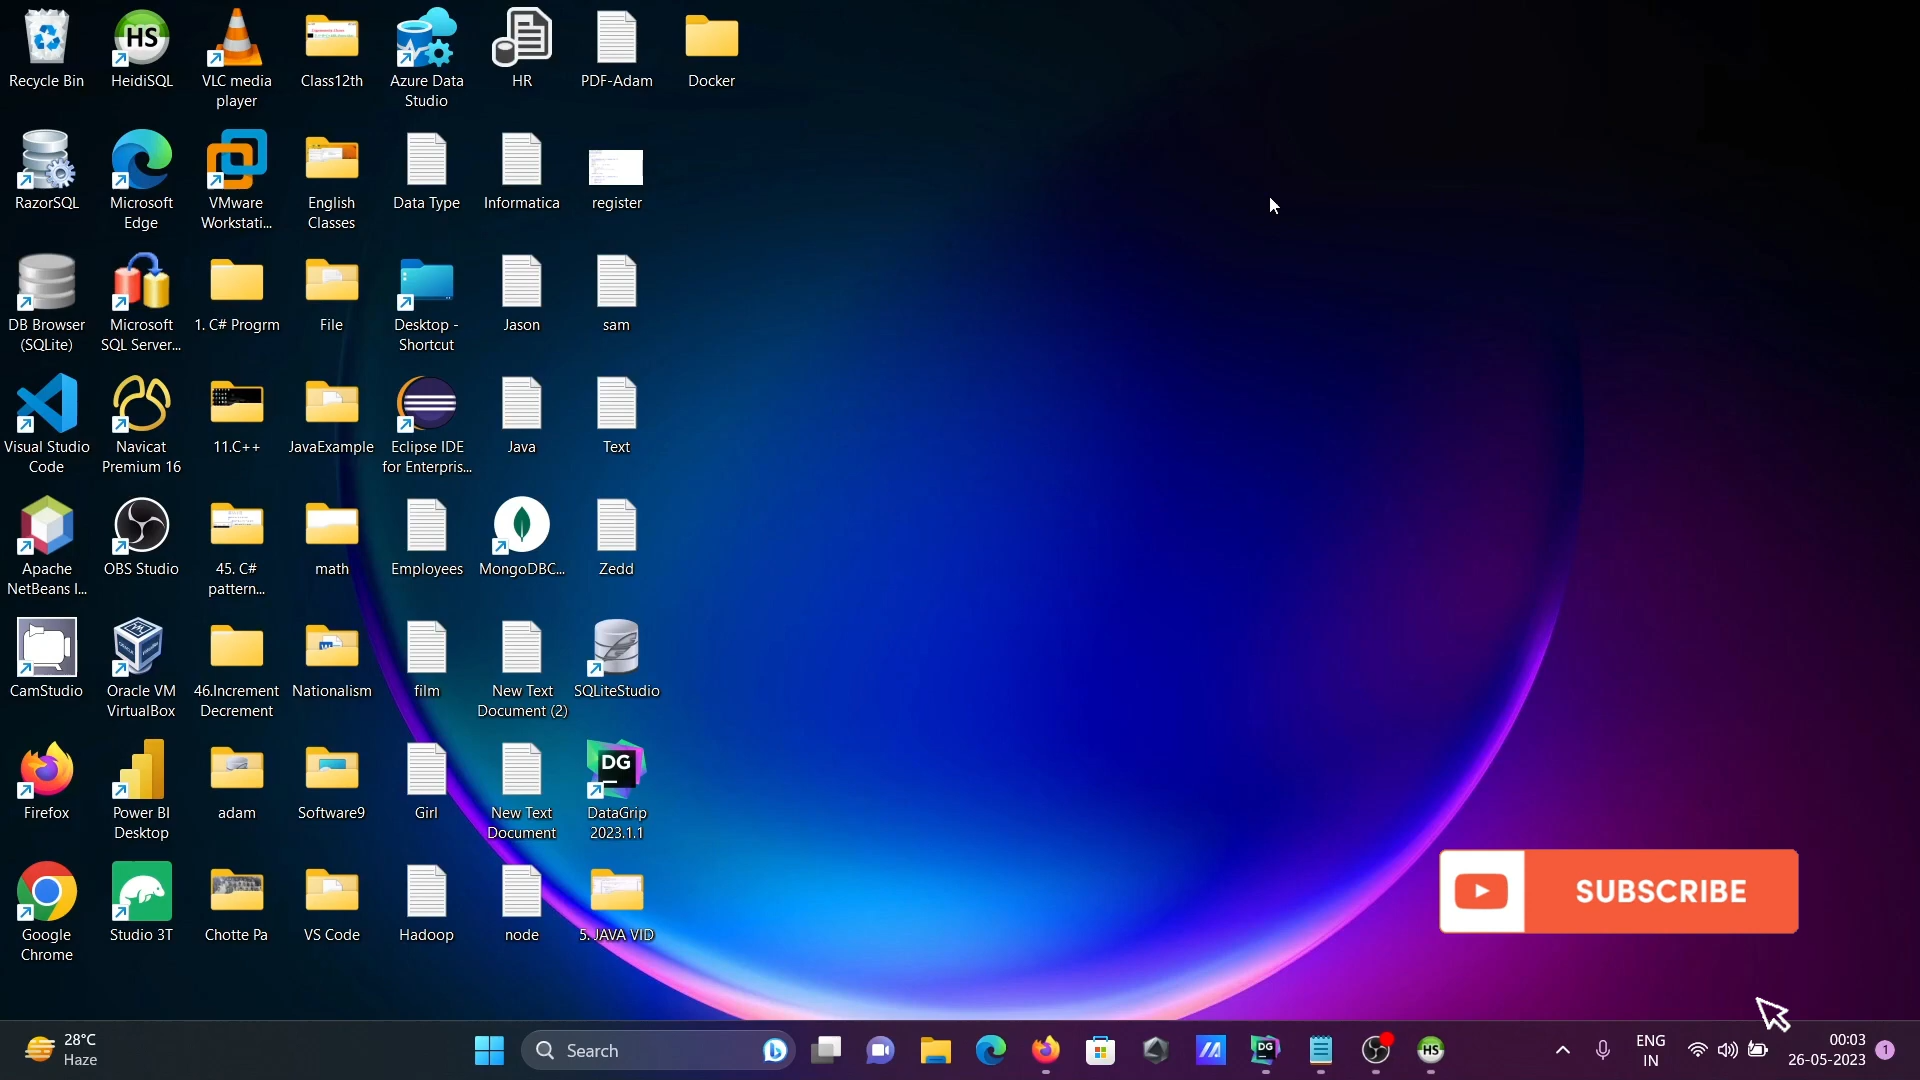 Recycle Bin
HS
HeidiSQL
VLC media
player
Class12th
Azure Data
Studio
HR
PDF-Adam
Docker
RazorSQL
Microsoft
Edge
VMware
Workstati...
English
Classes
Data Type
Informatica
register
DB Browser
(SQLite)
Microsoft
SQL Server...
1. C# Progrm
File
Desktop -
Shortcut
Jason
sam
Visual Studio
Code
Navicat
Premium 16
11.C++
JavaExample
Eclipse IDE
for Enterpris...
Java
Text
Apache
NetBeans I...
OBS Studio
45. C#
pattern...
math
Employees
MongoDBC...
Zedd
CamStudio
Oracle VM
VirtualBox
46.Increment
Decrement
Nationalism
film
New Text
Document (2)
SQLiteStudio
Firefox
Power BI
Desktop
adam
Software9
Girl
New Text
Document
DG
DataGrip
2023.1.1
Google
Chrome
Studio 3T
Chotte Pa
VS Code
Hadoop
node
5. JAVA VID
SUBSCRIBE
28°C
Haze
Search
DG
HS
ENG
IN
00:03
26-05-2023
1